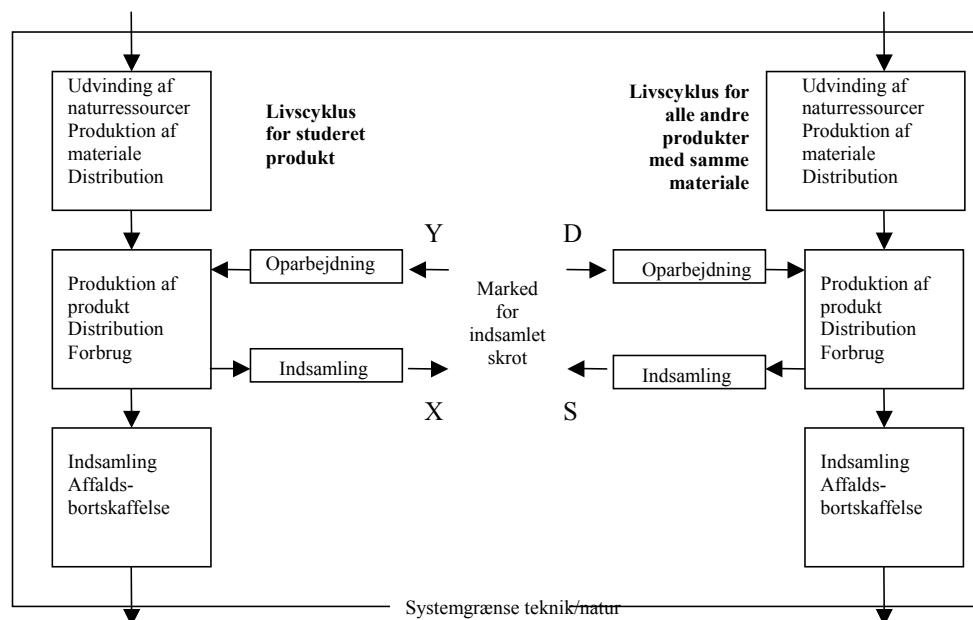 Udvinding af
naturressourcer
Produktion af
materiale
Distribution
Livscyklus
for studeret
produkt
Livscyklus for
alle andre
produkter
med samme
materiale
Udvinding af
naturressourcer
Produktion af
materiale
Distribution
Y
D
Oparbejdning
Oparbejdning
Produktion af
produkt
Distribution
Forbrug
Marked
for
indsamlet
skrot
Produktion af
produkt
Distribution
Forbrug
Indsamling
Indsamling
X
S
Indsamling
Affalds-
bortskaffelse
Indsamling
Affalds-
bortskaffelse
Systemgrænse teknik/natur